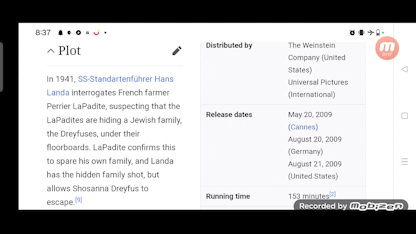 8:37
Plot
In 1941, SS-Standartenführer Hans
Landa interrogates French farmer
Perrier LaPadite, suspecting that the
LaPadites are hiding a Jewish family,
the Dreyfuses, under their
floorboards. LaPadite confirms this
to spare his own family, and Landa
has the hidden family shot, but
allows Shosanna Dreyfus to
escape.[9]
Distributed by
The Weinstein
Company (United
States)
Universal Pictures
(International)
Release dates
May 20, 2009
(Cannes)
August 20, 2009
(Germany)
August 21, 2009
(United States)
Running time
153 minutes[2]
Recorded by Mobizen